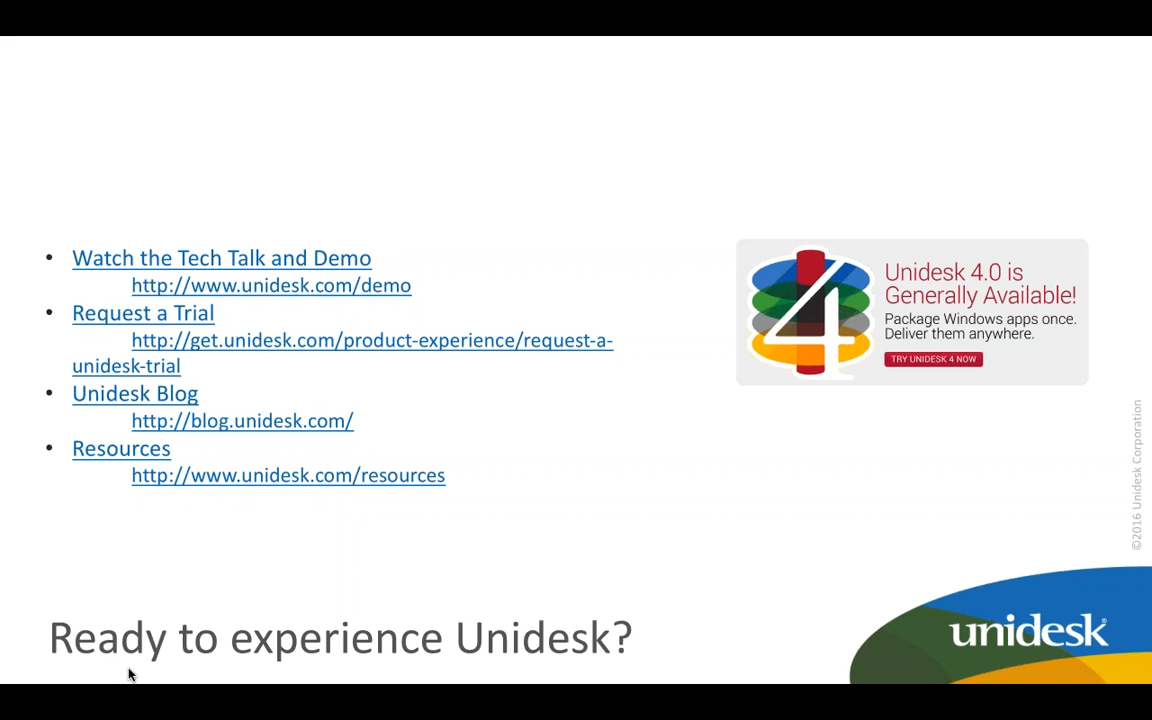 • Watch the Tech Talk and Demo
http://www.unidesk.com/demo
• Request a Trial
http://get.unidesk.com/product-experience/request-a-
unidesk-trial
• Unidesk Blog
http://blog.unidesk.com/
• Resources
http://www.unidesk.com/resources
4
Unidesk 4.0 is
Generally Available!
Package Windows apps once.
Deliver them anywhere.
TRY UNIDESK 4 NOW
©2016 Unidesk Corporation
Ready to experience Unidesk?
unidesk®